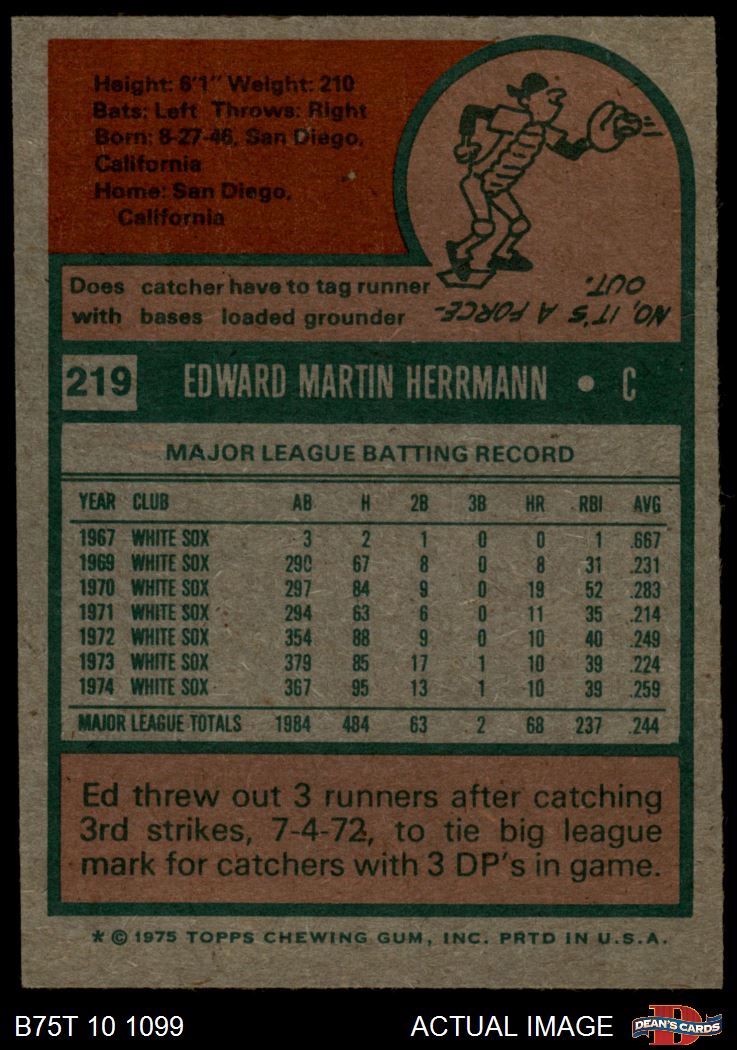 Height: 6'1" Weight: 210
Bats: Left Throws: Right
Born: 8-27-46, San Diego,
California
Home: San Diego,
California
Does catcher have to tag runner
with bases loaded grounder
NO, IT'S A FORCE-
OUT.
219 EDWARD MARTIN HERRMANN • C
MAJOR LEAGUE BATTING RECORD
YEAR CLUB AB H 2B 3B HR RBI AVG
1967 WHITE SOX 3 2 1 0 0 1 .667
1969 WHITE SOX 290 67 8 0 8 31 .231
1970 WHITE SOX 297 84 9 0 19 52 .283
1971 WHITE SOX 294 63 6 0 11 35 .214
1972 WHITE SOX 354 88 9 0 10 40 .249
1973 WHITE SOX 379 85 17 1 10 39 .224
1974 WHITE SOX 367 95 13 1 10 39 .259
MAJOR LEAGUE TOTALS 1984 484 63 2 68 237 .244
Ed threw out 3 runners after catching
3rd strikes, 7-4-72, to tie big league
mark for catchers with 3 DP's in game.
* © 1975 TOPPS CHEWING GUM, INC. PRTD IN U.S.A.
B75T 10 1099 ACTUAL IMAGE D DEAN'S CARDS